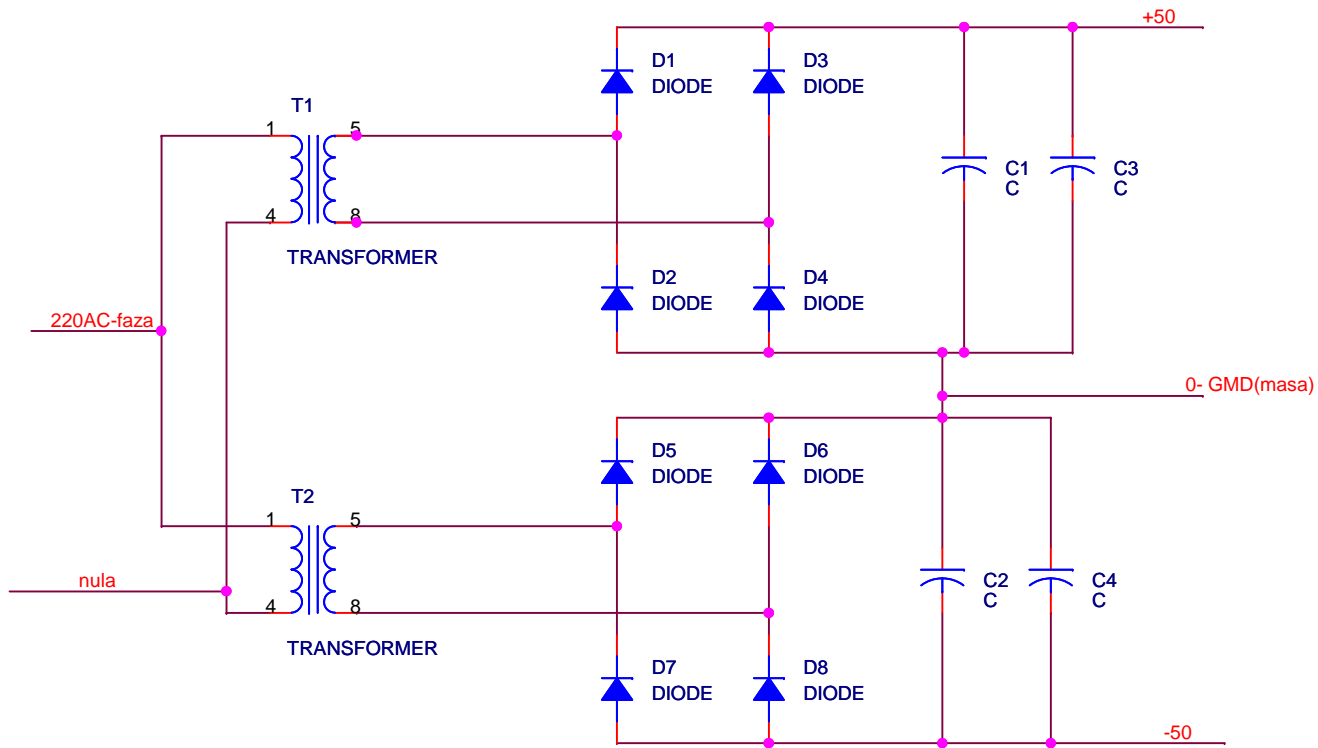 +50
D1
DIODE
D3
DIODE
T1
1
5
4
8
TRANSFORMER
C1
C
C3
C
D2
DIODE
D4
DIODE
220AC-faza
0- GMD(masa)
D5
DIODE
D6
DIODE
T2
1
5
4
8
TRANSFORMER
nula
C2
C
C4
C
D7
DIODE
D8
DIODE
-50